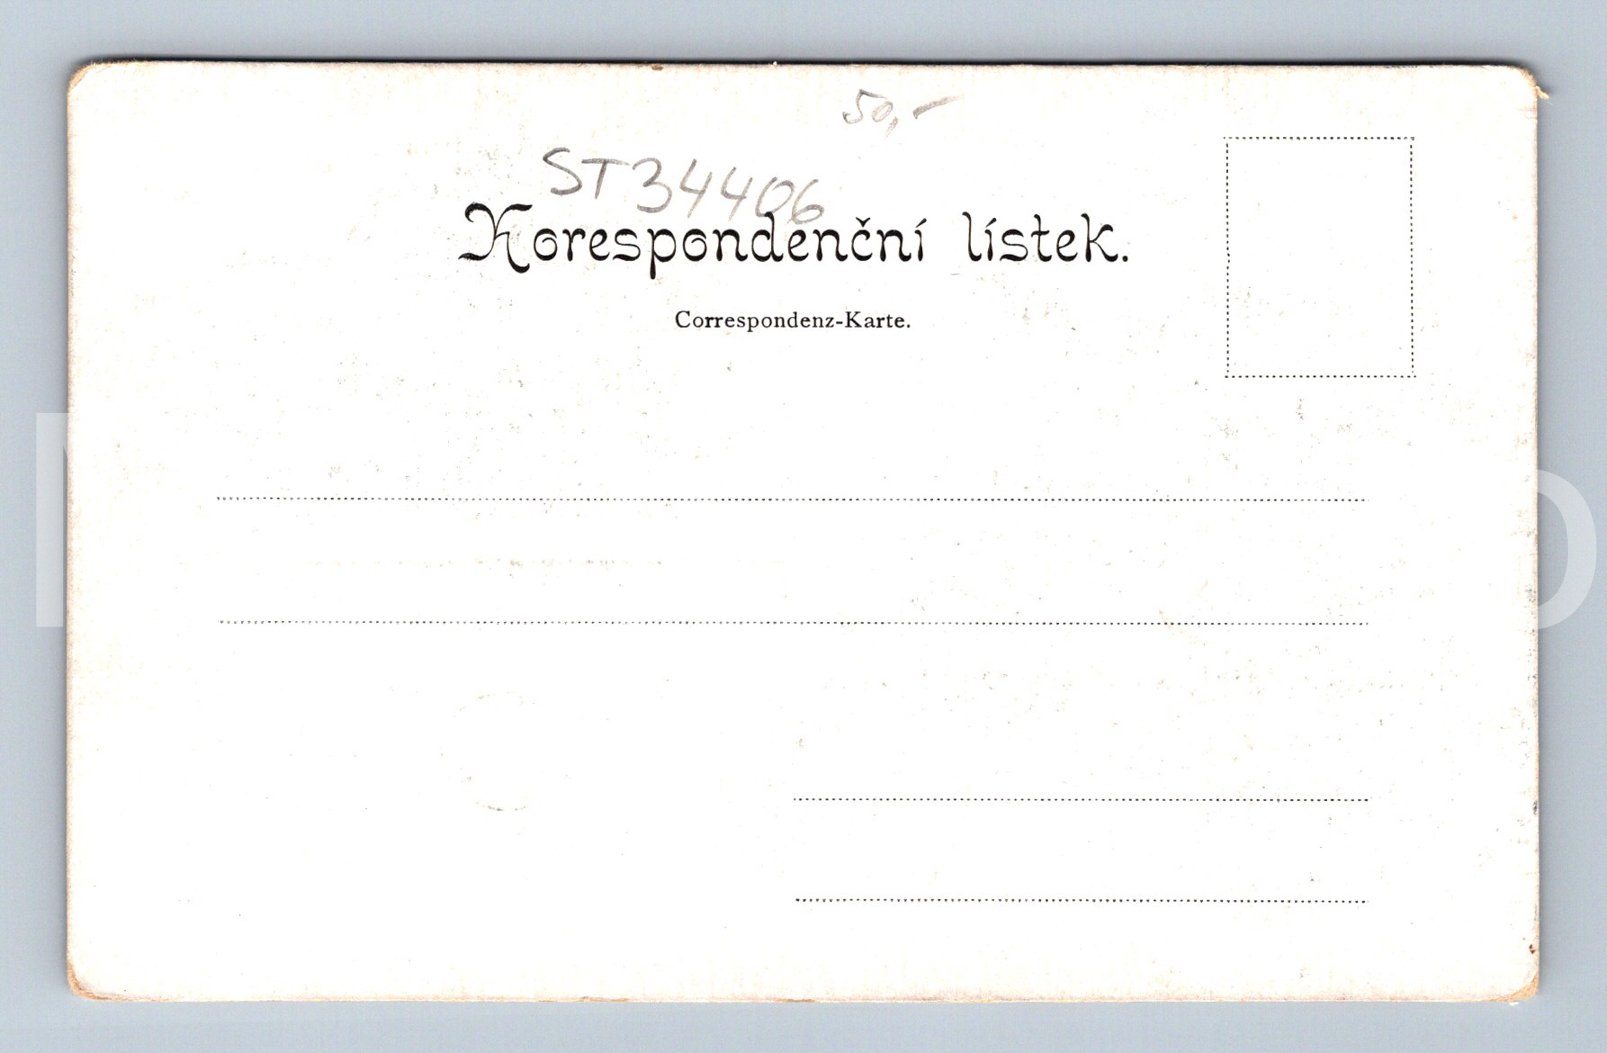 50,-
ST34406
Korespondenční lístek.
Correspondenz-Karte.